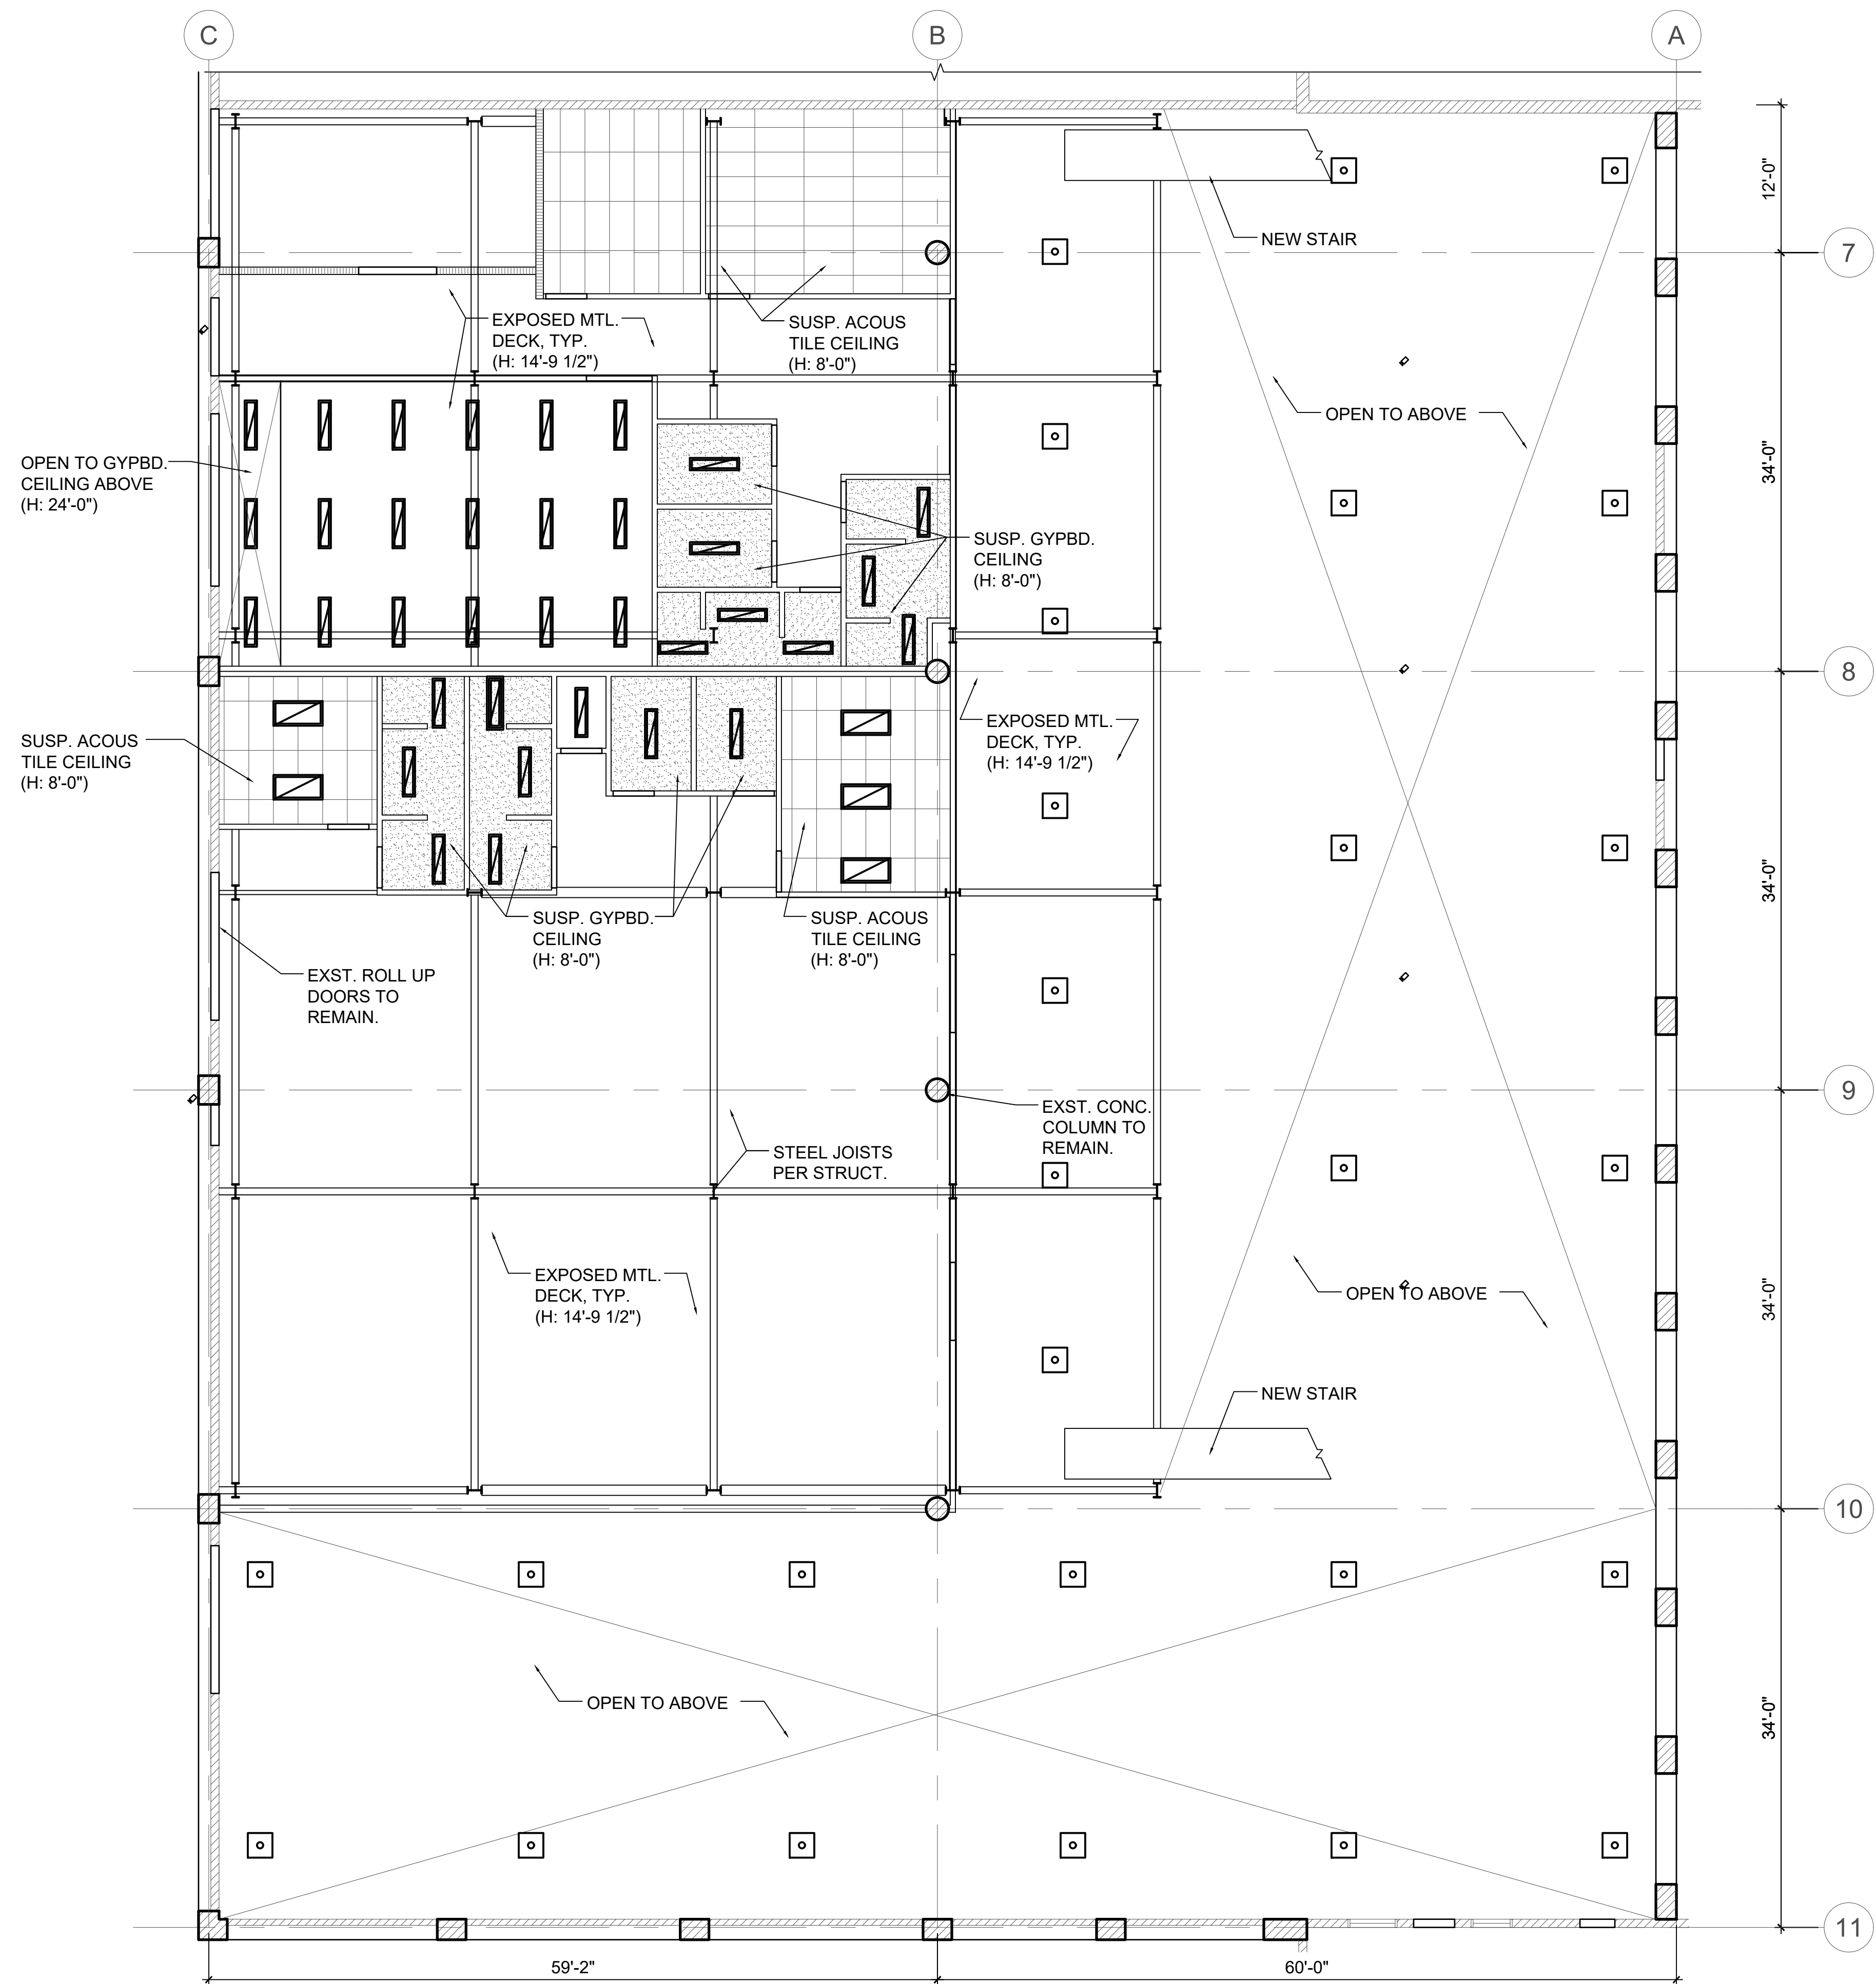 C
B
A
12'-0"
7
NEW STAIR
EXPOSED MTL.
DECK, TYP.
(H: 14'-9 1/2")
SUSP. ACOUS
TILE CEILING
(H: 8'-0")
OPEN TO ABOVE
34'-0"
OPEN TO GYPBD.
CEILING ABOVE
(H: 24'-0")
SUSP. GYPBD.
CEILING
(H: 8'-0")
8
SUSP. ACOUS
TILE CEILING
(H: 8'-0")
EXPOSED MTL.
DECK, TYP.
(H: 14'-9 1/2")
34'-0"
SUSP. GYPBD.
CEILING
(H: 8'-0")
SUSP. ACOUS
TILE CEILING
(H: 8'-0")
EXST. ROLL UP
DOORS TO
REMAIN.
9
EXST. CONC.
COLUMN TO
REMAIN.
STEEL JOISTS
PER STRUCT.
EXPOSED MTL.
DECK, TYP.
(H: 14'-9 1/2")
OPEN TO ABOVE
34'-0"
NEW STAIR
10
OPEN TO ABOVE
34'-0"
11
59'-2"
60'-0"